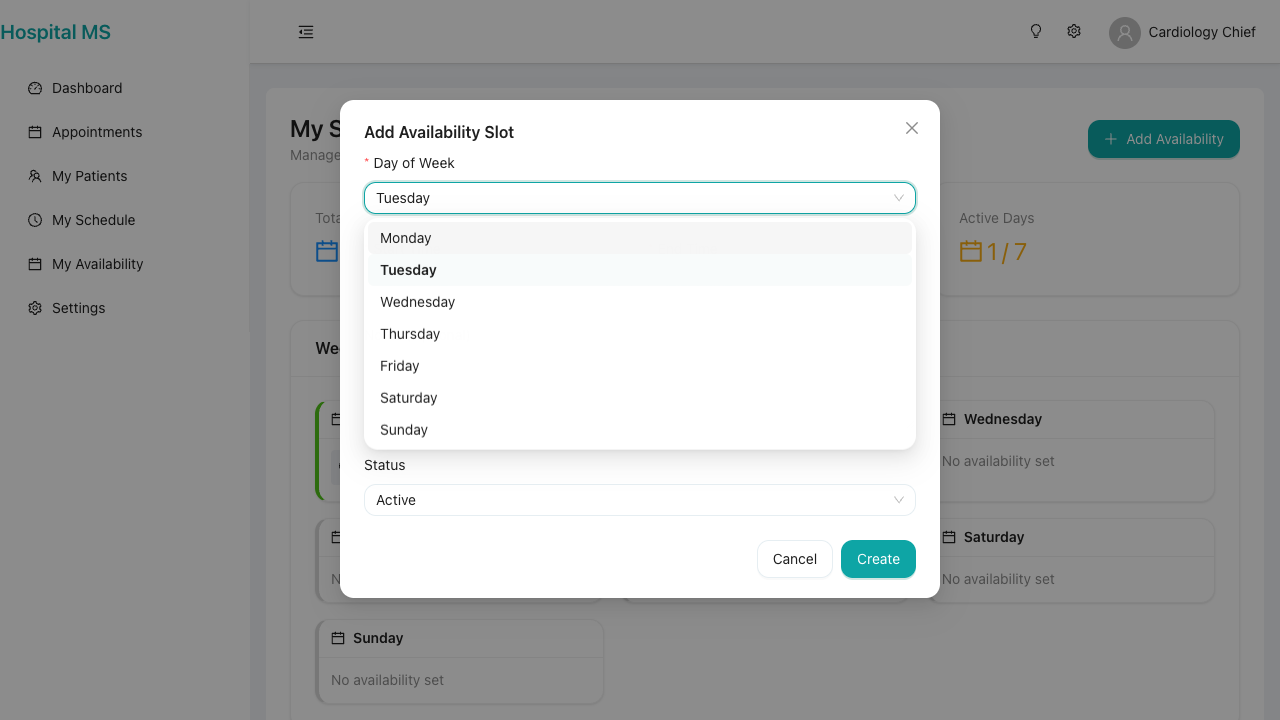 Hospital MS
Cardiology Chief
Dashboard
Appointments
My Patients
My Schedule
My Availability
Settings
My S
Manage
Add Availability
Tota
Active Days
1 / 7
Add Availability Slot
* Day of Week
Tuesday
Monday
Tuesday
Wednesday
Thursday
Friday
Saturday
Sunday
Status
Active
Cancel
Create
Wee
Wednesday
No availability set
N
Saturday
No availability set
Sunday
No availability set